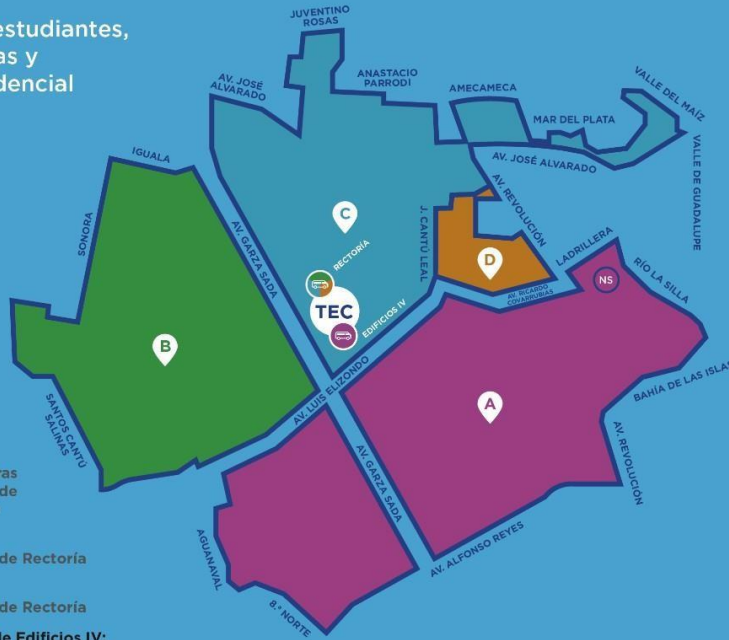 estudiantes,
as y
dencial
JUVENTINO
ROSAS
AV. JOSÉ
ALVARADO
ANASTACIO
PARRODI
AMECAMECA
MAR DEL PLATA
VALLE DEL MAÍZ
VALLE DE GUADALUPE
AV. JOSÉ ALVARADO
IGUALA
SONORA
AV. GARZA SADA
C
J. CANTÚ LEAL
AV. REVOLUCIÓN
LADRILLERA
D
AV. RICARDO
COVARRUBIAS
NS
RÍO LA SILLA
RECTORÍA
TEC
EDIFICIOS IV
B
AV. LUIS ELIZONDO
A
BAHÍA DE LAS ISLAS
SANTOS CANTÚ
SALINAS
AV. GARZA SADA
AV. REVOLUCIÓN
ras
de
AGUANAVAL
AV. ALFONSO REYES
de Rectoría
8.ª NORTE
de Rectoría
de Edificios IV: